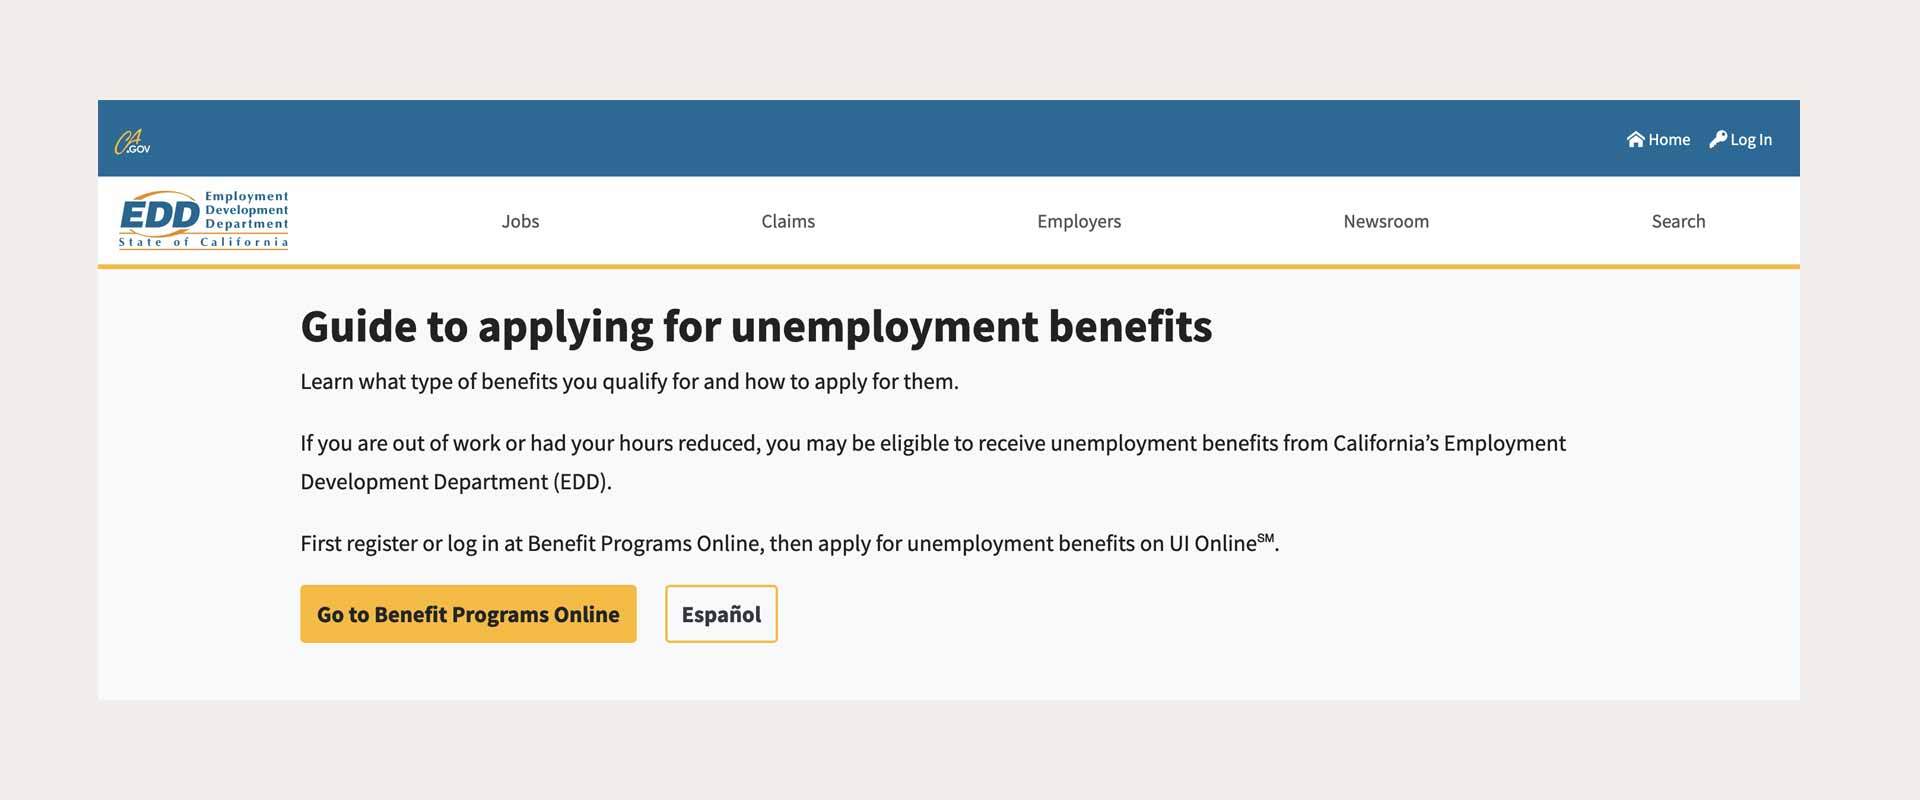 CA.GOV
Home
Log In
EDD
Employment
Development
Department
State of California
Jobs
Claims
Employers
Newsroom
Search
Guide to applying for unemployment benefits
Learn what type of benefits you qualify for and how to apply for them.
If you are out of work or had your hours reduced, you may be eligible to receive unemployment benefits from California’s Employment
Development Department (EDD).
First register or log in at Benefit Programs Online, then apply for unemployment benefits on UI Online℠.
Go to Benefit Programs Online
Español